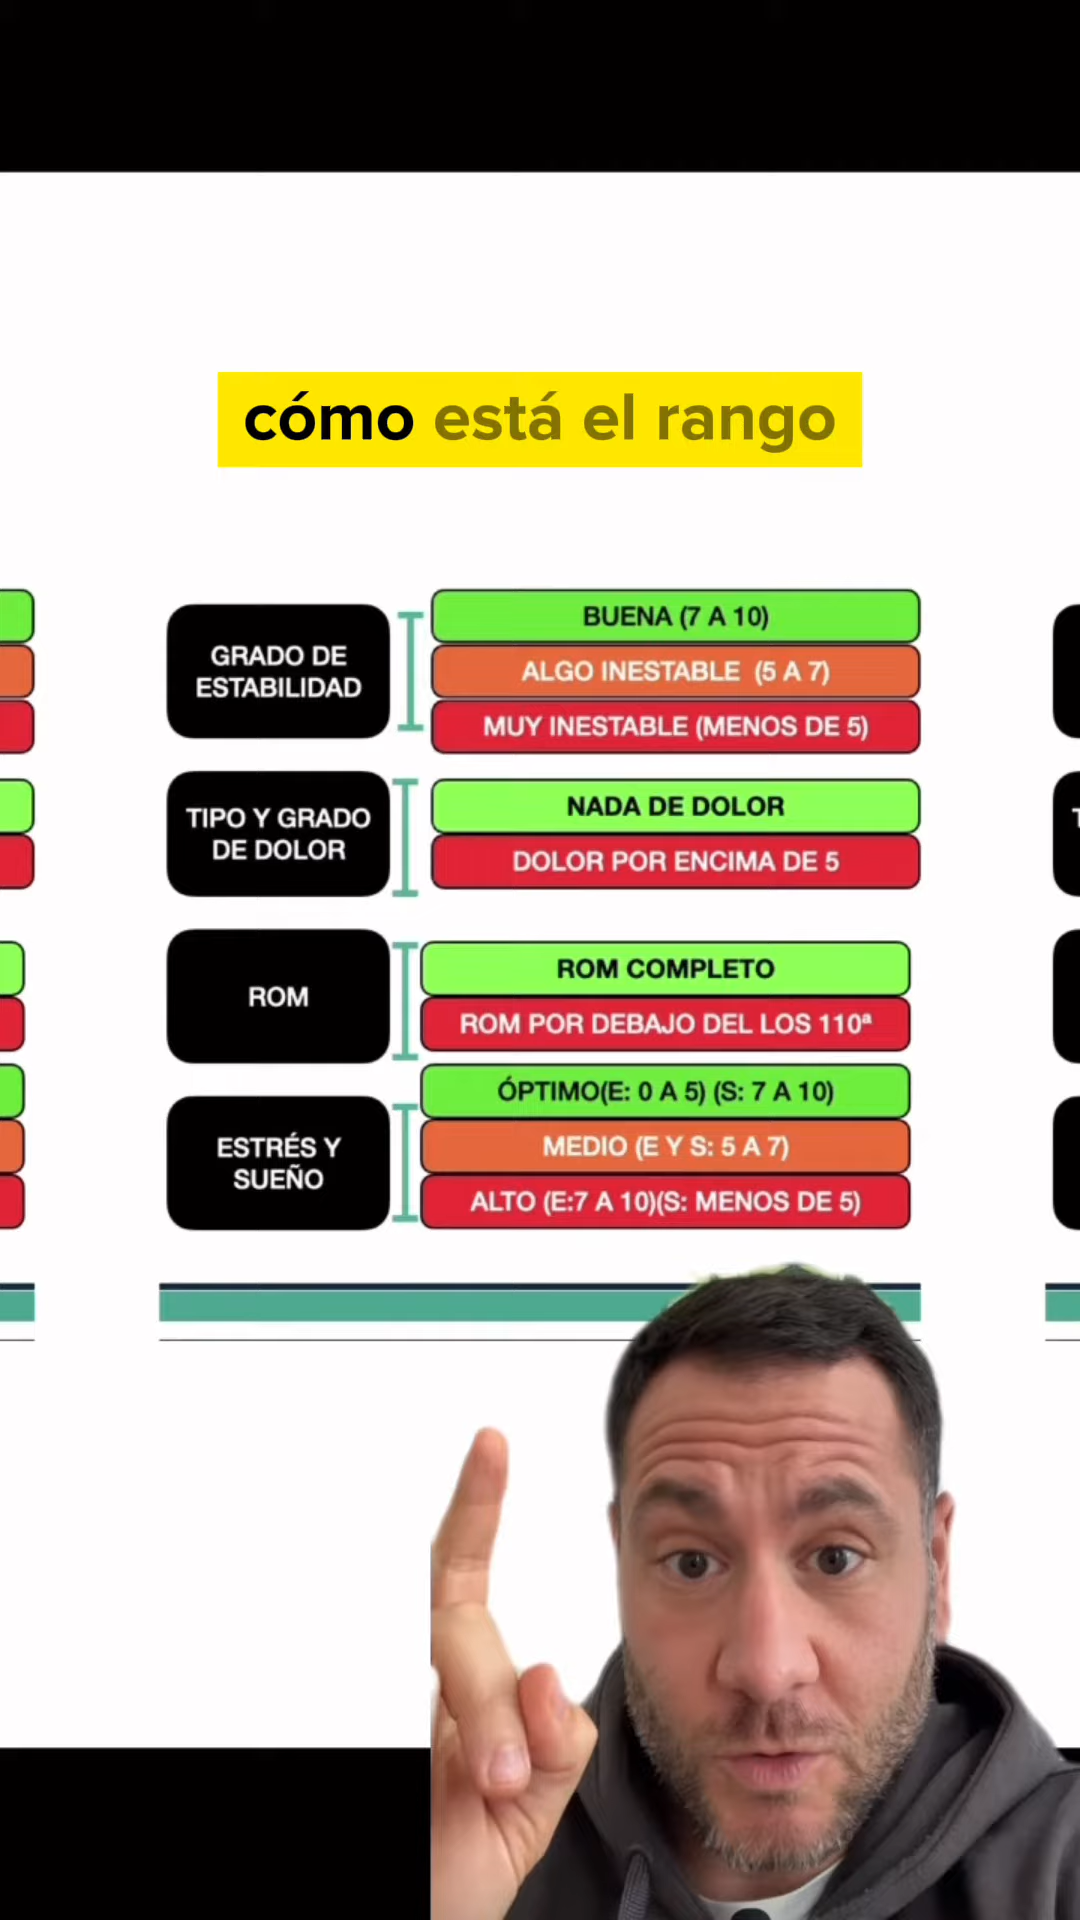 cómo está el rango
GRADO DE
ESTABILIDAD
BUENA (7 A 10)
ALGO INESTABLE (5 A 7)
MUY INESTABLE (MENOS DE 5)
TIPO Y GRADO
DE DOLOR
NADA DE DOLOR
DOLOR POR ENCIMA DE 5
ROM
ROM COMPLETO
ROM POR DEBAJO DEL LOS 110ª
ESTRÉS Y
SUEÑO
ÓPTIMO(E: 0 A 5) (S: 7 A 10)
MEDIO (E Y S: 5 A 7)
ALTO (E:7 A 10)(S: MENOS DE 5)
T